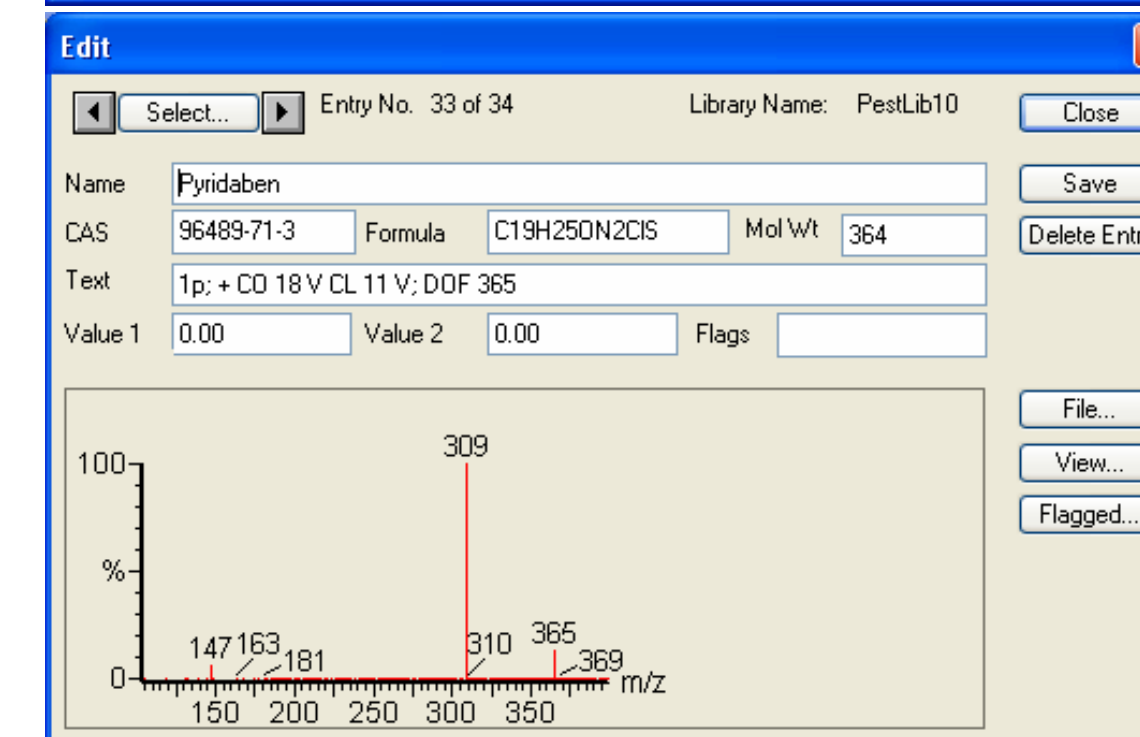 Edit
Select... Entry No. 33 of 34 Library Name: PestLib10 Close
Name Pyridaben Save
CAS 96489-71-3 Formula C19H25ON2ClS Mol Wt 364 Delete Entr
Text 1p; + CO 18 V CL 11 V; DOF 365
Value 1 0.00 Value 2 0.00 Flags
File...
View...
Flagged...
309
100
%
147 163 181 310 365 369
0 m/z
150 200 250 300 350